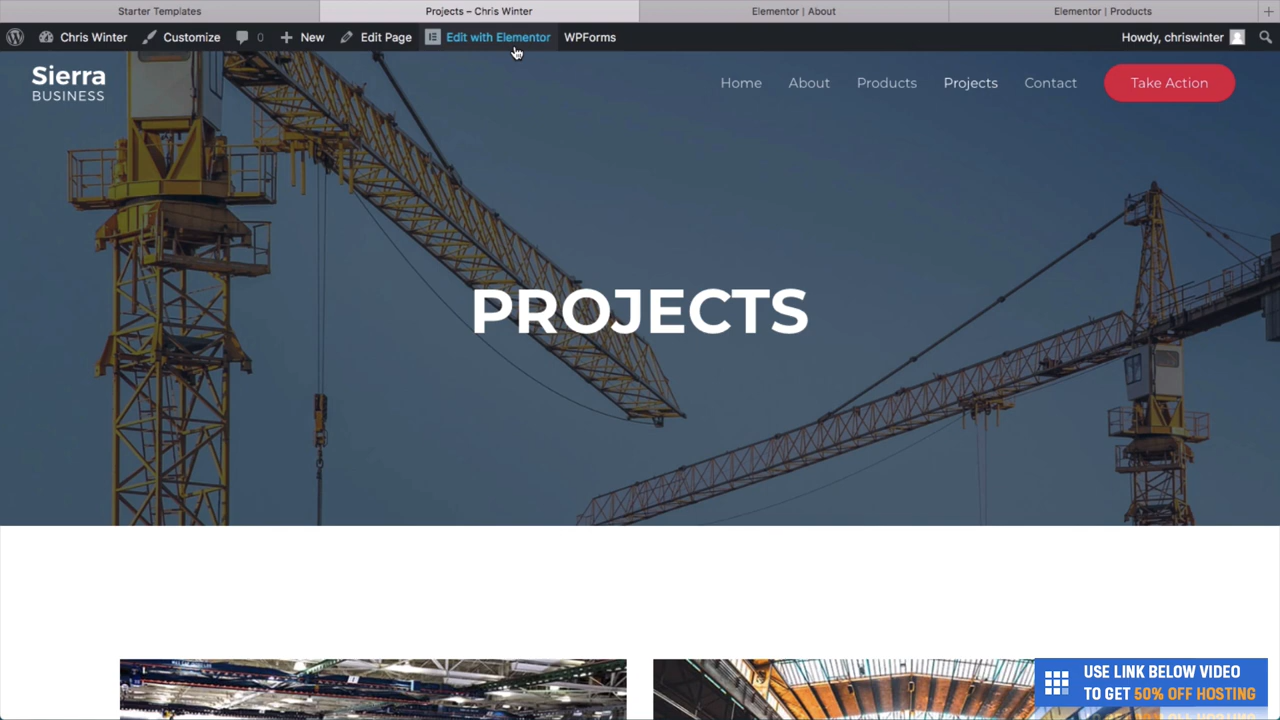 Starter Templates
Projects – Chris Winter
Elementor | About
Elementor | Products
Chris Winter
Customize
0
New
Edit Page
Edit with Elementor
WPForms
Howdy, chriswinter
Sierra
BUSINESS
Home
About
Products
Projects
Contact
Take Action
PROJECTS
USE LINK BELOW VIDEO
TO GET 50% OFF HOSTING